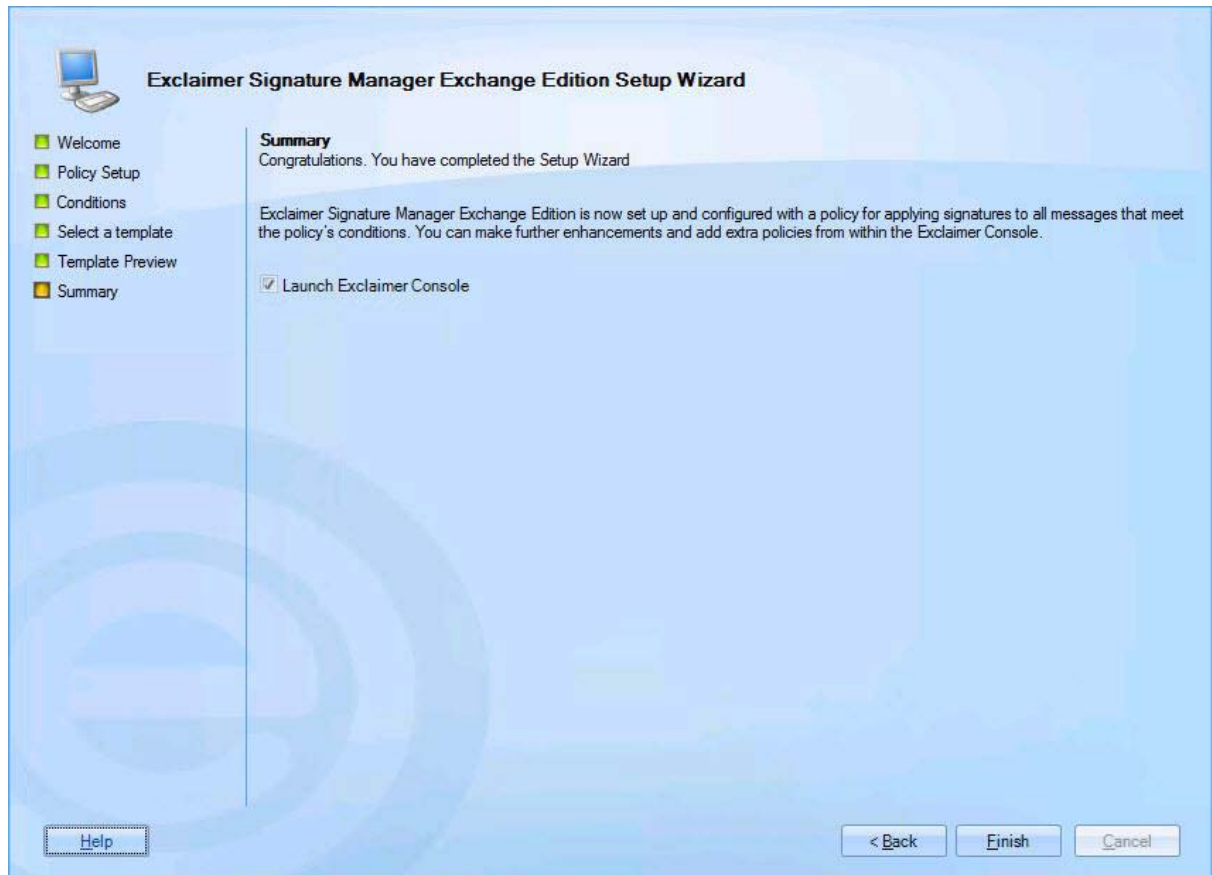 Exclaimer Signature Manager Exchange Edition Setup Wizard
Welcome
Policy Setup
Conditions
Select a template
Template Preview
Summary
Summary
Congratulations. You have completed the Setup Wizard
Exclaimer Signature Manager Exchange Edition is now set up and configured with a policy for applying signatures to all messages that meet
the policy's conditions. You can make further enhancements and add extra policies from within the Exclaimer Console.
Launch Exclaimer Console
Help
< Back
Finish
Cancel